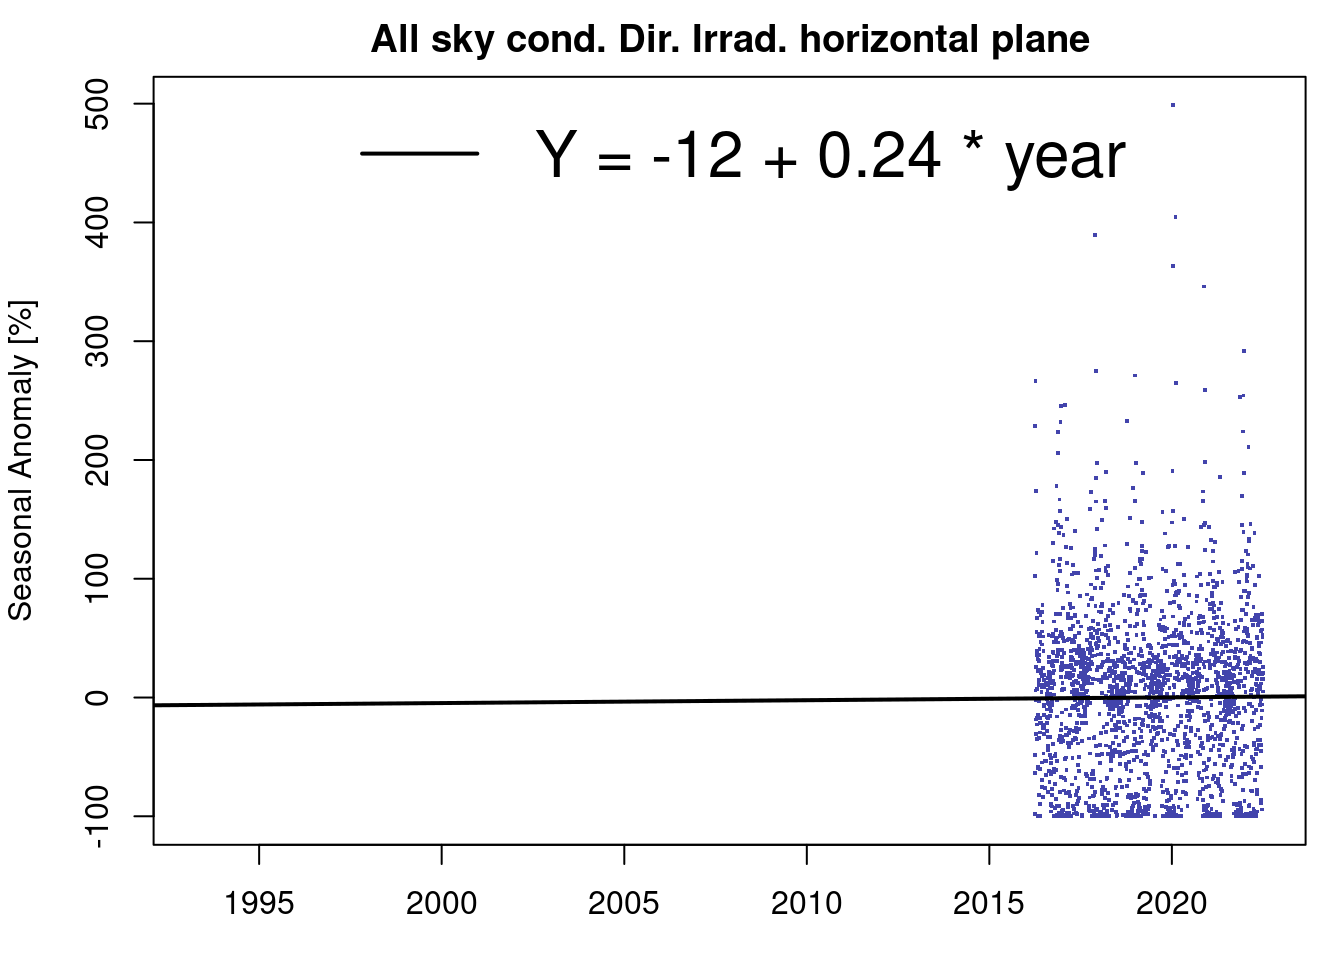 All sky cond. Dir. Irrad. horizontal plane
Y = -12 + 0.24 * year
Seasonal Anomaly [%]
500
400
300
200
100
0
-100
1995 2000 2005 2010 2015 2020